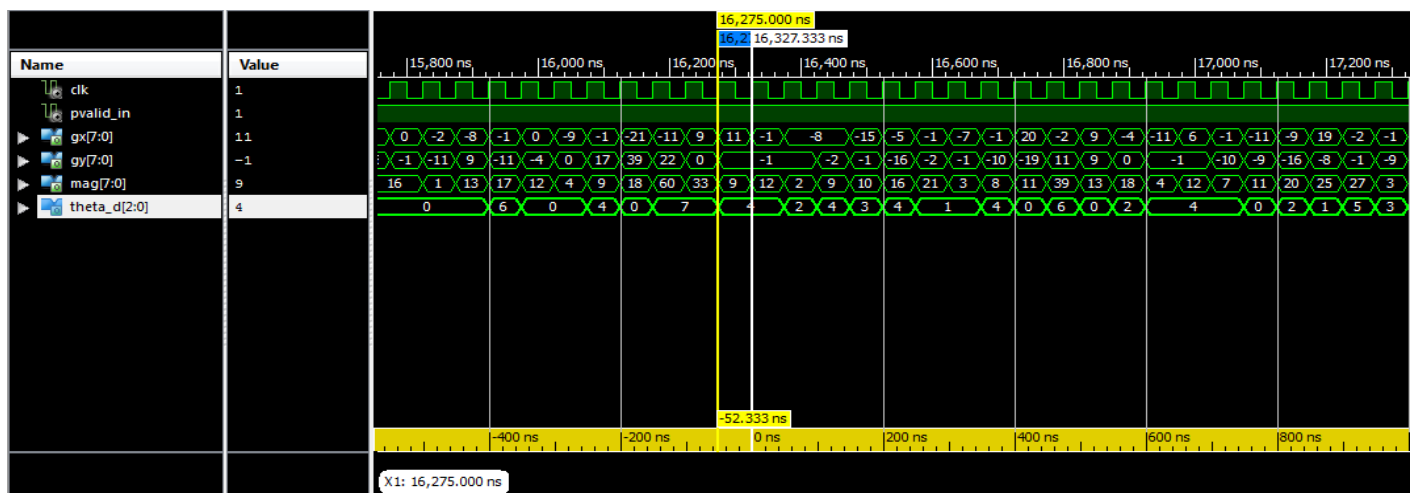 16,275.000 ns
16,2 16,327.333 ns
Name Value 15,800 ns 16,000 ns 16,200 ns 16,400 ns 16,600 ns 16,800 ns 17,000 ns 17,200 ns
clk 1
pvalid_in 1
gx[7:0] 11 0 -2 -8 -1 0 -9 -1 -21 -11 9 11 -1 -8 -15 -5 -1 -7 -1 20 -2 9 -4 -11 6 -1 -11 -9 19 -2 -1
gy[7:0] -1 -1 -11 9 -11 -4 0 17 39 22 0 -1 -2 -1 -16 -2 -1 -10 -19 11 9 0 -1 -10 -9 -16 -8 -1 -9
mag[7:0] 9 16 1 13 17 12 4 9 18 60 33 9 12 2 9 10 16 21 3 8 11 39 13 18 4 12 7 11 20 25 27 3
theta_d[2:0] 4 0 6 0 4 0 7 4 2 4 3 4 1 4 0 6 0 2 4 0 2 1 5 3
-52.333 ns
-400 ns -200 ns 0 ns 200 ns 400 ns 600 ns 800 ns
X1: 16,275.000 ns